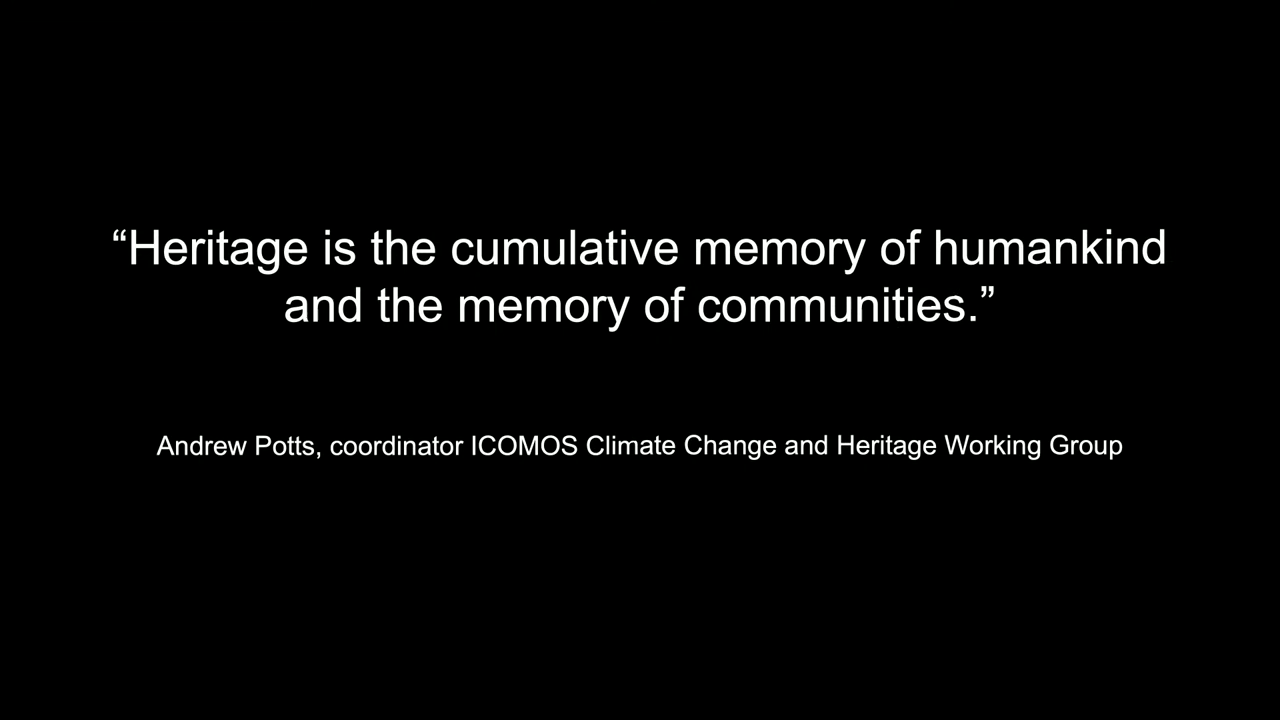 “Heritage is the cumulative memory of humankind
and the memory of communities.”
Andrew Potts, coordinator ICOMOS Climate Change and Heritage Working Group